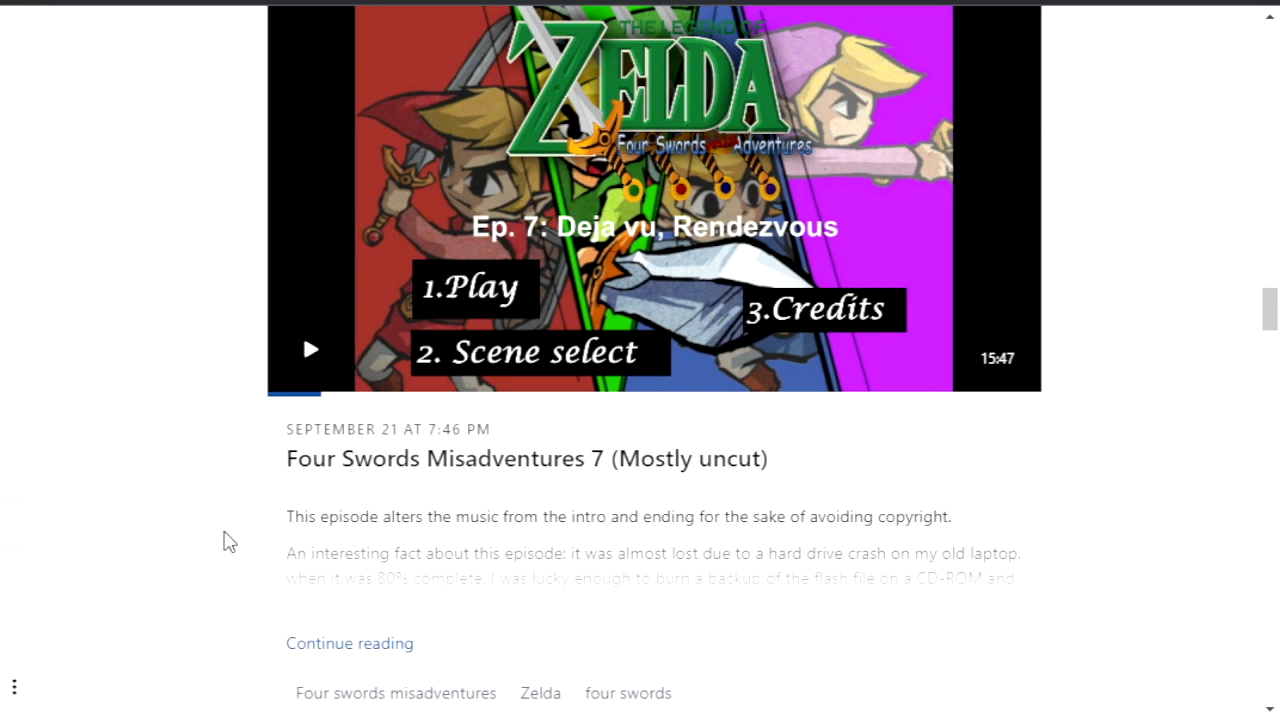 THE LEGEND OF
ZELDA
Four Swords Adventures
Ep. 7: Deja vu, Rendezvous
1.Play
3.Credits
2. Scene select
15:47
SEPTEMBER 21 AT 7:46 PM
Four Swords Misadventures 7 (Mostly uncut)
This episode alters the music from the intro and ending for the sake of avoiding copyright.
An interesting fact about this episode: it was almost lost due to a hard drive crash on my old laptop.
when it was 80% complete. I was lucky enough to burn a backup of the flash file on a CD-ROM and
Continue reading
Four swords misadventures Zelda four swords